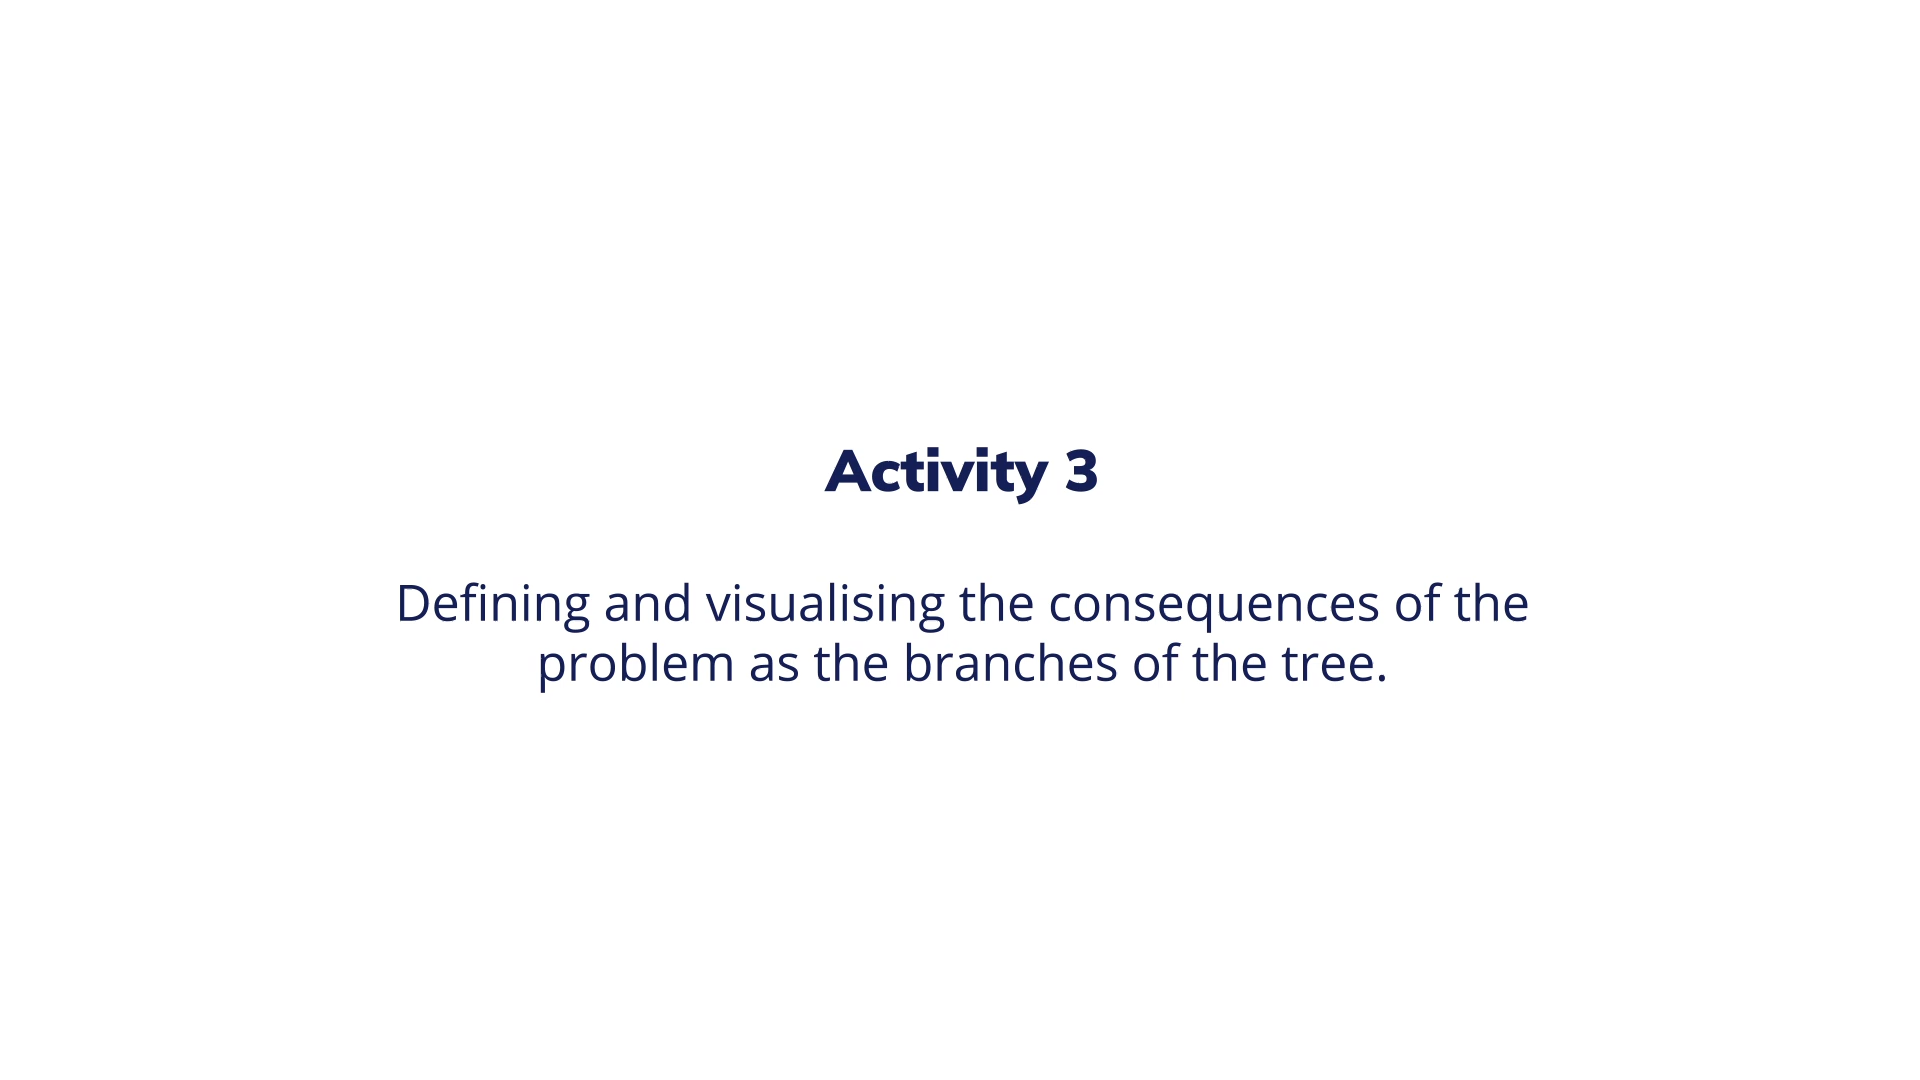 Activity 3
Defining and visualising the consequences of the
problem as the branches of the tree.